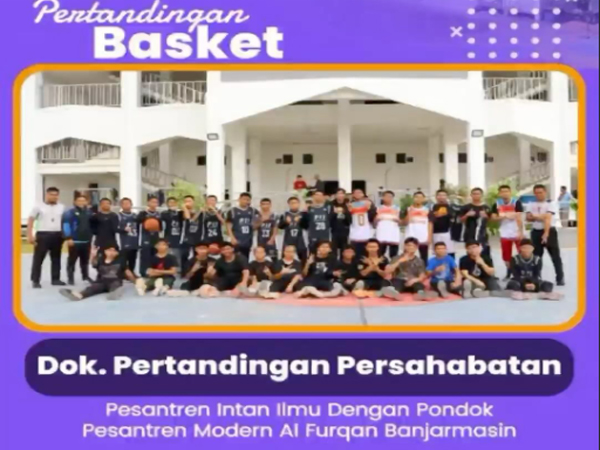 Pertandingan
Basket
Dok. Pertandingan Persahabatan
Pesantren Intan Ilmu Dengan Pondok
Pesantren Modern Al Furqan Banjarmasin